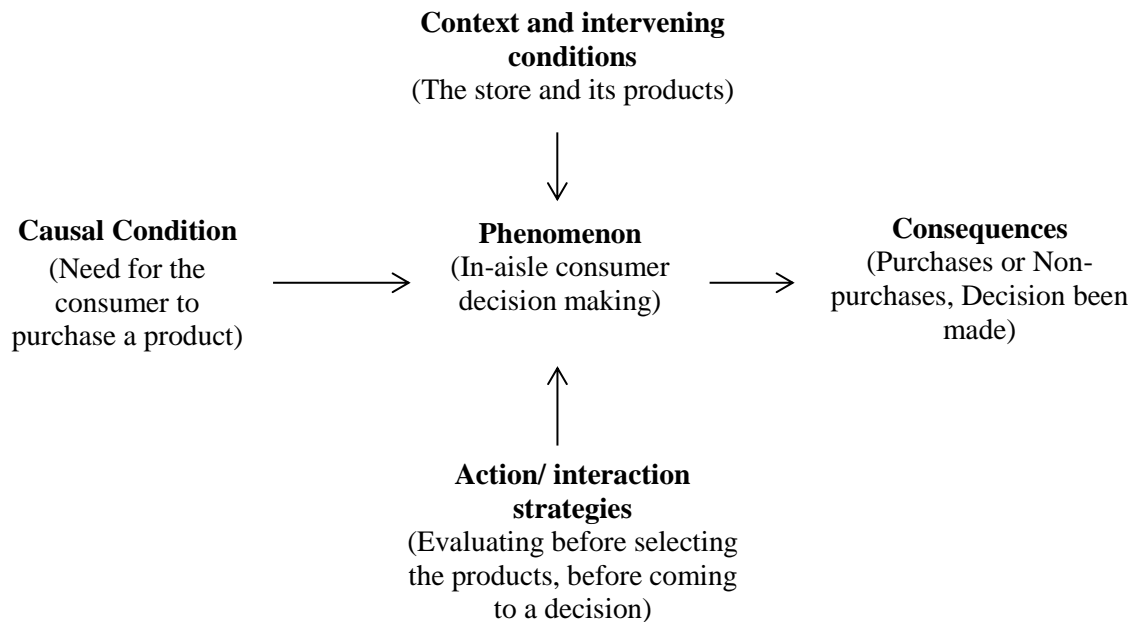 Context and intervening
conditions
(The store and its products)
Causal Condition
(Need for the
consumer to
purchase a product)
Phenomenon
(In-aisle consumer
decision making)
Consequences
(Purchases or Non-
purchases, Decision been
made)
Action/ interaction
strategies
(Evaluating before selecting
the products, before coming
to a decision)